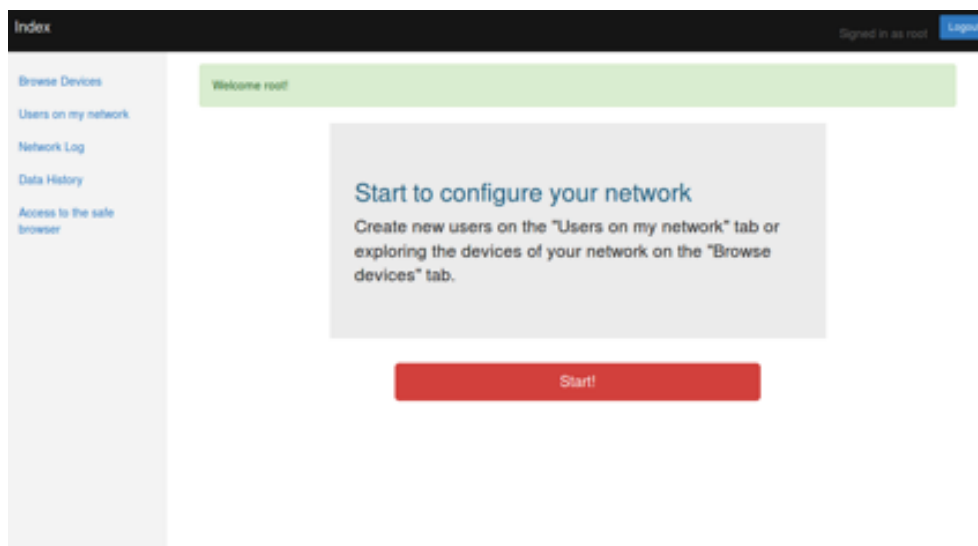 Index
Signed in as root
Logou
Browse Devices
Users on my network
Network Log
Data History
Access to the safe
browser
Welcome root!
Start to configure your network
Create new users on the "Users on my network" tab or
exploring the devices of your network on the "Browse
devices" tab.
Start!